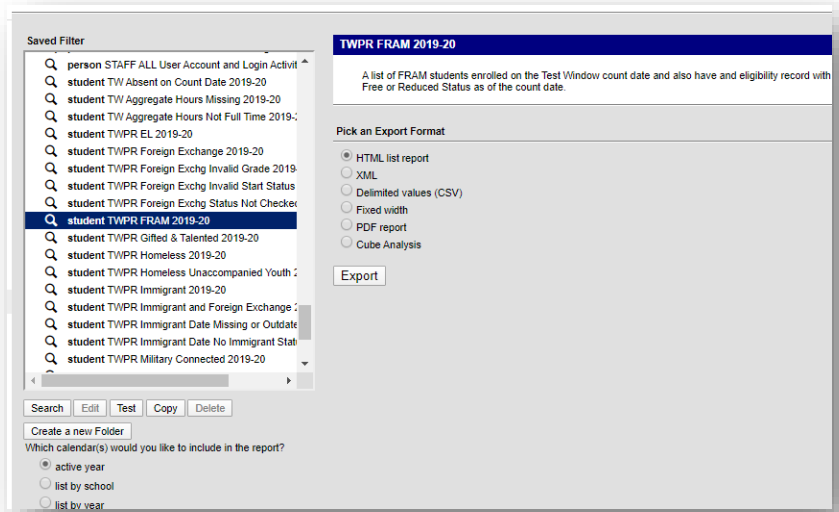 Saved Filter
person STAFF ALL User Account and Login Activit
student TW Absent on Count Date 2019-20
student TW Aggregate Hours Missing 2019-20
student TW Aggregate Hours Not Full Time 2019-
student TWPR EL 2019-20
student TWPR Foreign Exchange 2019-20
student TWPR Foreign Exchg Invalid Grade 2019-
student TWPR Foreign Exchg Invalid Start Status
student TWPR Foreign Exchg Status Not Checked
student TWPR FRAM 2019-20
student TWPR Gifted & Talented 2019-20
student TWPR Homeless 2019-20
student TWPR Homeless Unaccompanied Youth 2
student TWPR Immigrant 2019-20
student TWPR Immigrant and Foreign Exchange 2
student TWPR Immigrant Date Missing or Outdate
student TWPR Immigrant Date No Immigrant Statu
student TWPR Military Connected 2019-20
Search Edit Test Copy Delete
Create a new Folder
Which calendar(s) would you like to include in the report?
active year
list by school
list by year
TWPR FRAM 2019-20
A list of FRAM students enrolled on the Test Window count date and also have and eligibility record with
Free or Reduced Status as of the count date.
Pick an Export Format
HTML list report
XML
Delimited values (CSV)
Fixed width
PDF report
Cube Analysis
Export